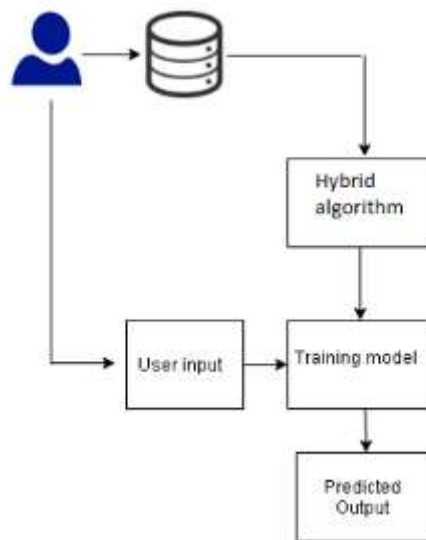 Hybrid
algorithm
User input
Training model
Predicted
Output